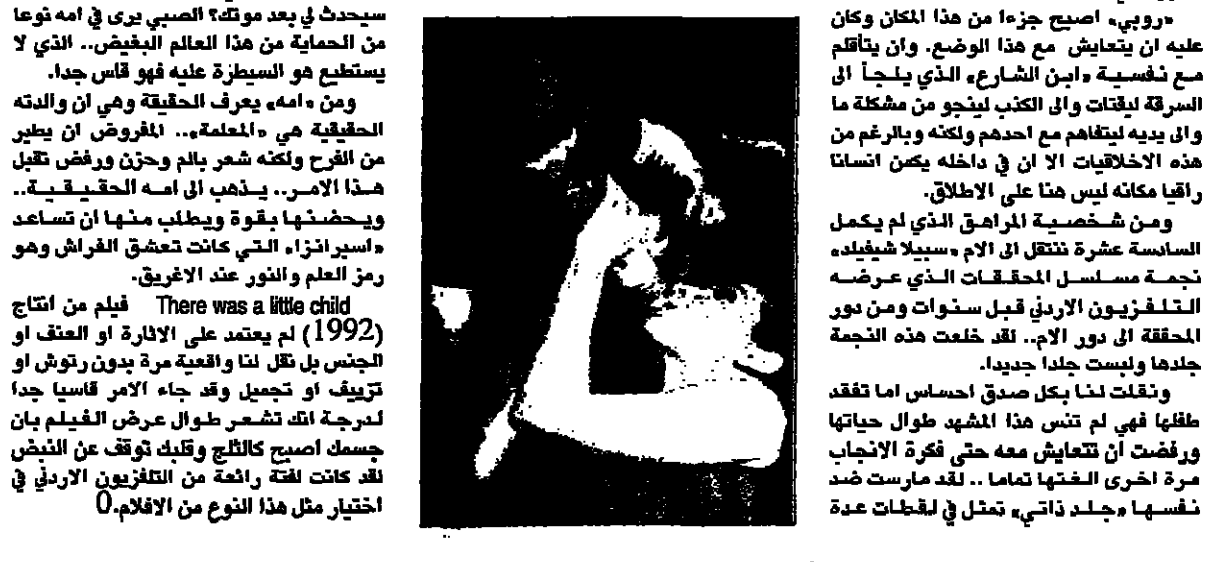 «روبي» اصبح جزءا من هذا المكان وكان
عليه ان يتعايش مع هذا الوضع. وان يتأقلم
مع نفسية «ابن الشارع» الذي يلجأ الى
السرقة ليقتات والى الكذب لينجو من مشكلة ما
والى يديه ليتفاهم مع احدهم ولكنه وبالرغم من
هذه الاخلاقيات الا ان في داخله يكمن انسانا
راقيا مكانه ليس هنا على الاطلاق.
ومن شخصية المراهق الذي لم يكمل
السادسة عشرة ننتقل الى الام «سبيلا شيفيلد»
نجمة مسلسل المحققات الذي عرضه
التلفزيون الاردني قبل سنوات ومن دور
المحققة الى دور الام.. لقد خلعت هذه النجمة
جلدها ولبست جلدا جديدا.
ونقلت لنا بكل صدق احساس اما تفقد
طفلها فهي لم تنس هذا المشهد طوال حياتها
ورفضت ان تتعايش معه حتى فكرة الانجاب
مرة اخرى الغتها تماما .. لقد مارست ضد
نفسها «جلد ذاتي» تمثل في لقطات عدة
سيحدث لي بعد موتك؟ الصبي يرى في امه نوعا
من الحماية من هذا العالم البغيض.. الذي لا
يستطيع هو السيطرة عليه فهو قاس جدا.
ومن «امه» يعرف الحقيقة وهي ان والدته
الحقيقية هي «المعلمة».. المفروض ان يطير
من الفرح ولكنه شعر بالم وحزن ورفض تقبل
هذا الامر.. يذهب الى امه الحقيقية..
ويحضنها بقوة ويطلب منها ان تساعد
«اسيرانزا» التي كانت تعشق الفراش وهو
رمز العلم والنور عند الاغريق.
There was a little child فيلم من انتاج
(1992) لم يعتمد على الاثارة او العنف او
الجنس بل نقل لنا واقعية مرة بدون رتوش او
تزييف او تجميل وقد جاء الامر قاسيا جدا
لدرجة انك تشعر طوال عرض الفيلم بان
جسمك اصبح كالثلج وقلبك توقف عن النبض
لقد كانت لفتة رائعة من التلفزيون الاردني في
اختيار مثل هذا النوع من الافلام.0